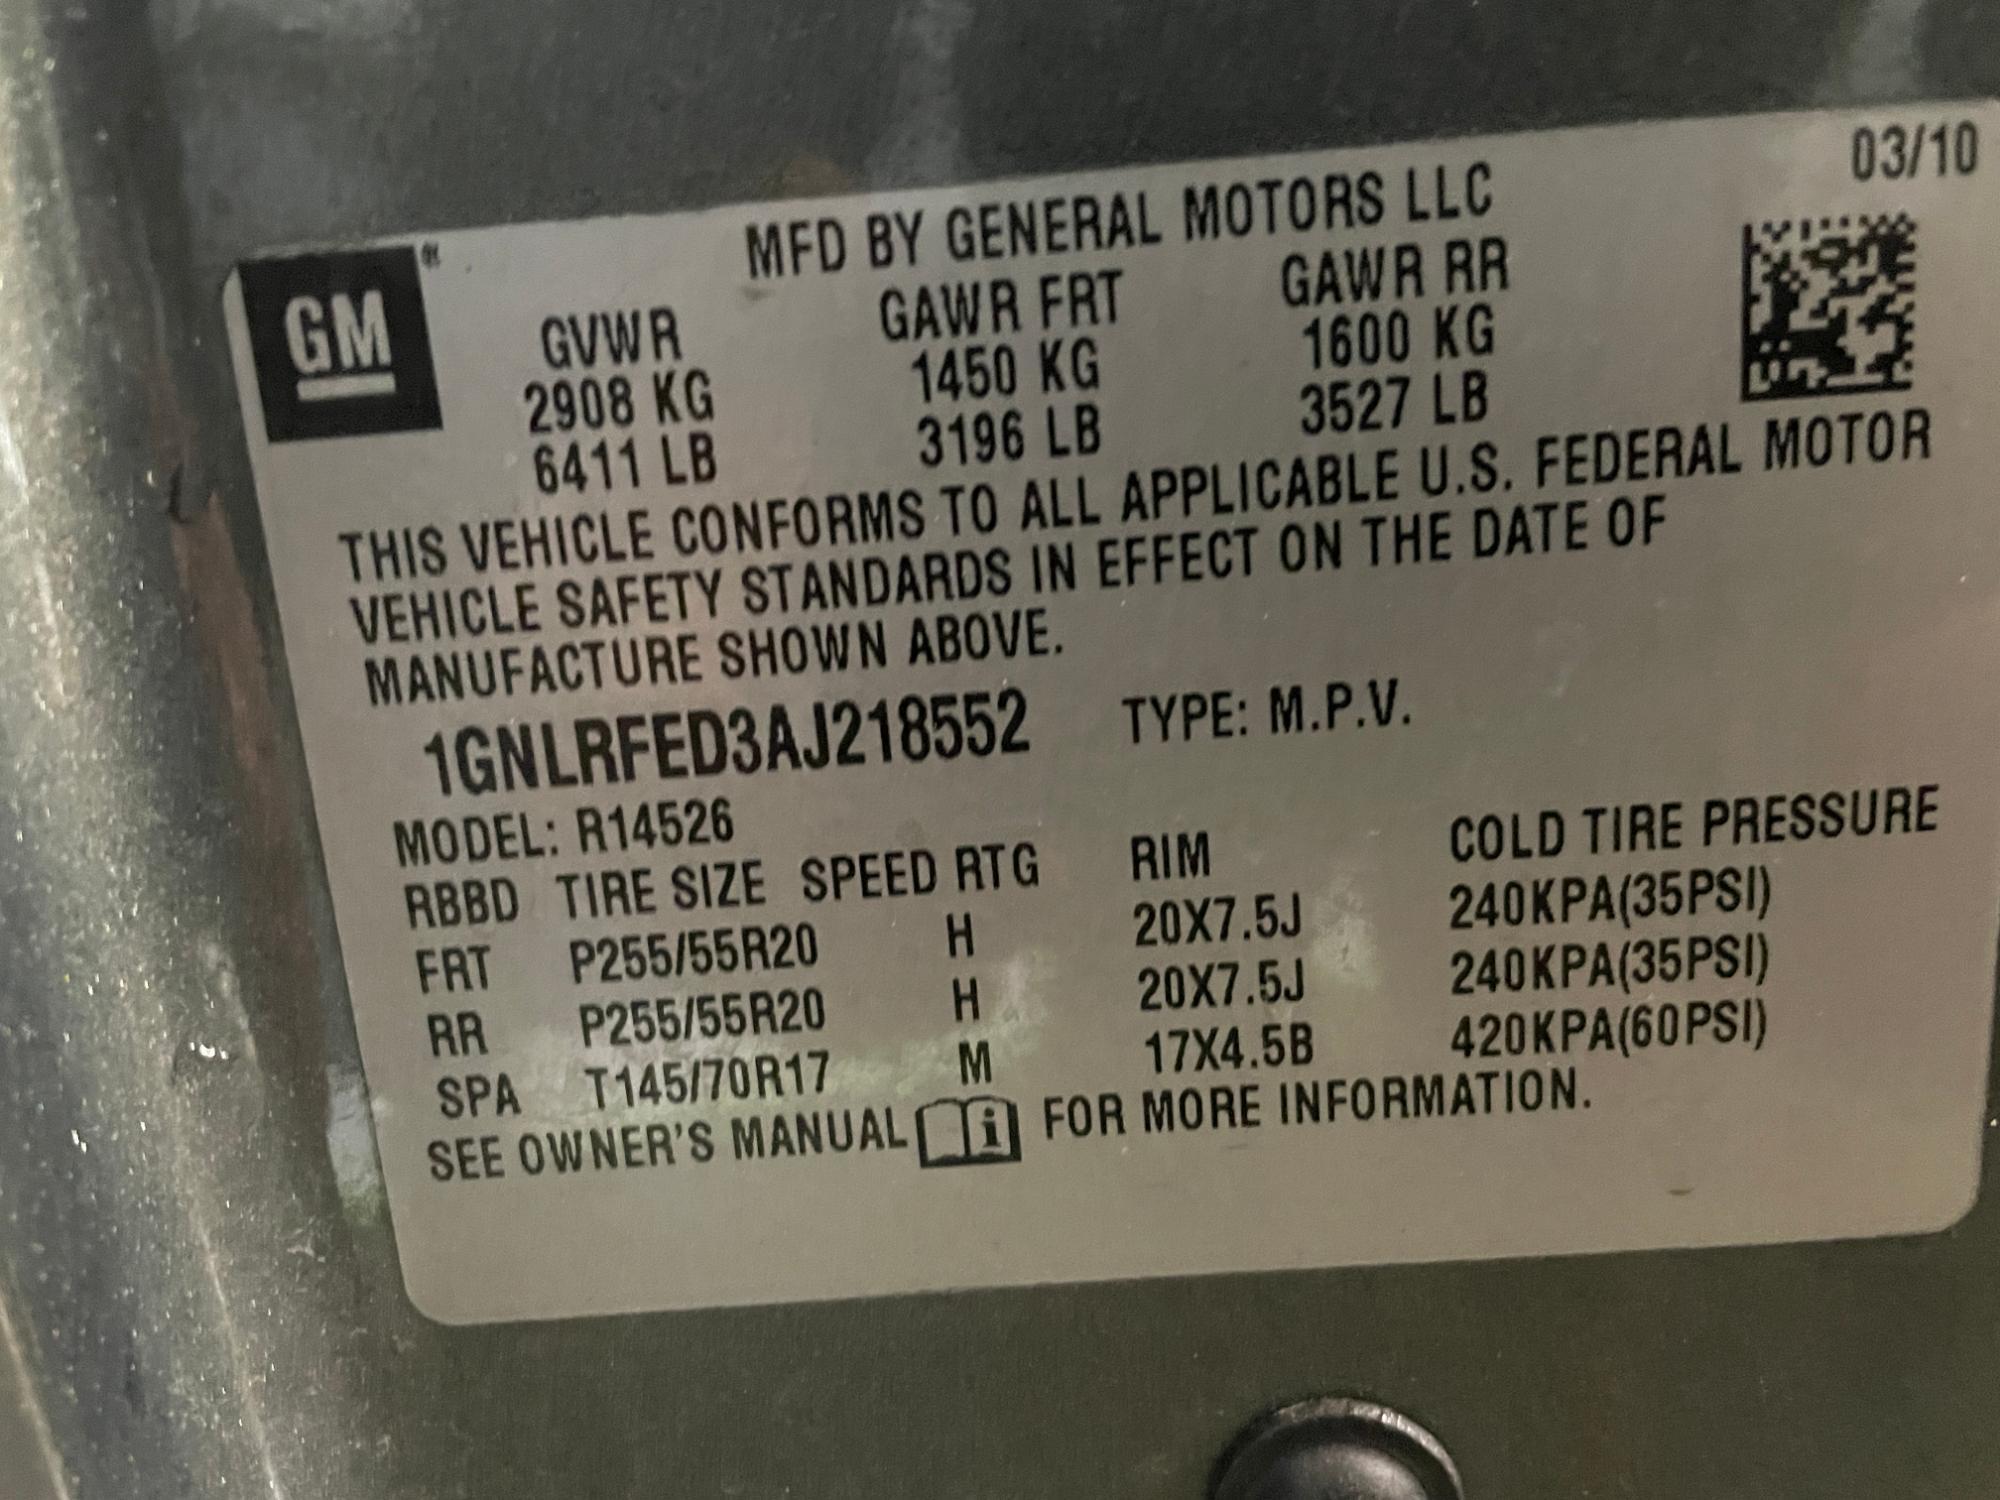 03/10
MFD BY GENERAL MOTORS LLC
GM
GVWR GAWR FRT GAWR RR
2908 KG 1450 KG 1600 KG
6411 LB 3196 LB 3527 LB
THIS VEHICLE CONFORMS TO ALL APPLICABLE U.S. FEDERAL MOTOR
VEHICLE SAFETY STANDARDS IN EFFECT ON THE DATE OF
MANUFACTURE SHOWN ABOVE.
1GNLRFED3AJ218552 TYPE: M.P.V.
MODEL: R14526
RBBD TIRE SIZE SPEED RTG RIM COLD TIRE PRESSURE
FRT P255/55R20 H 20X7.5J 240KPA(35PSI)
RR P255/55R20 H 20X7.5J 240KPA(35PSI)
SPA T145/70R17 M 17X4.5B 420KPA(60PSI)
SEE OWNER'S MANUAL i FOR MORE INFORMATION.